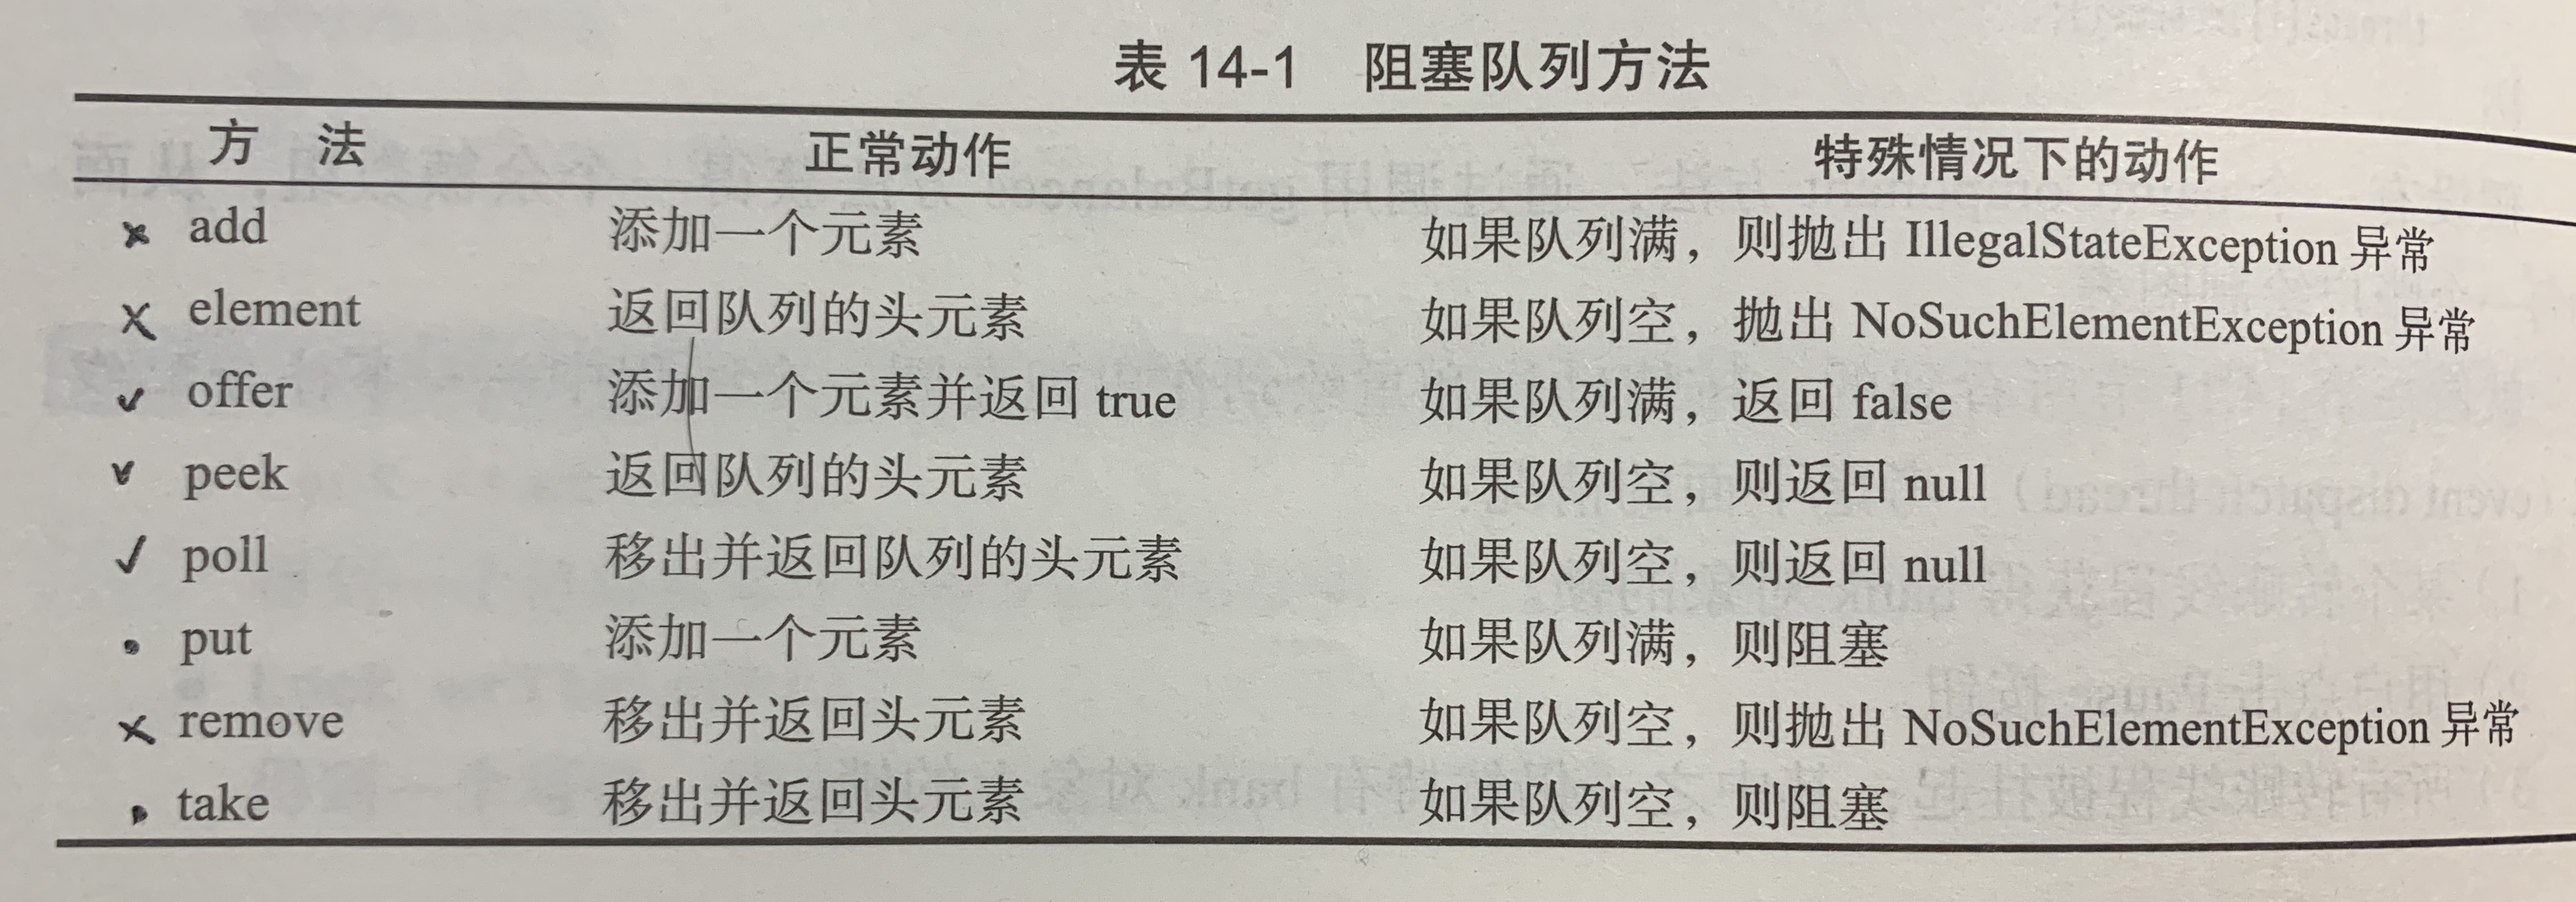 表 14-1 阻塞队列方法
方 法 正常动作 特殊情况下的动作
add 添加一个元素 如果队列满，则抛出 IllegalStateException 异常
element 返回队列的头元素 如果队列空，抛出 NoSuchElementException 异常
offer 添加一个元素并返回 true 如果队列满，返回 false
peek 返回队列的头元素 如果队列空，则返回 null
poll 移出并返回队列的头元素 如果队列空，则返回 null
put 添加一个元素 如果队列满，则阻塞
remove 移出并返回头元素 如果队列空，则抛出 NoSuchElementException 异常
take 移出并返回头元素 如果队列空，则阻塞